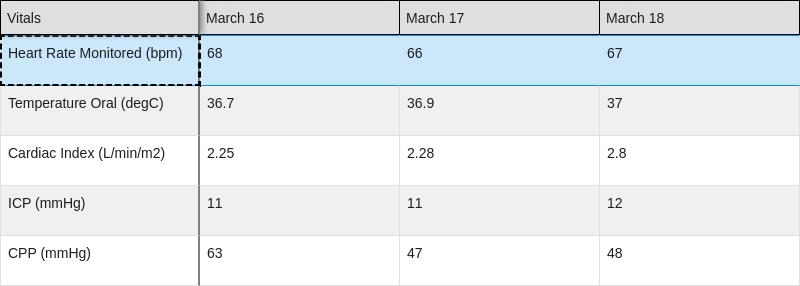 Vitals March 16 March 17 March 18
Heart Rate Monitored (bpm) 68 66 67
Temperature Oral (degC) 36.7 36.9 37
Cardiac Index (L/min/m2) 2.25 2.28 2.8
ICP (mmHg) 11 11 12
CPP (mmHg) 63 47 48